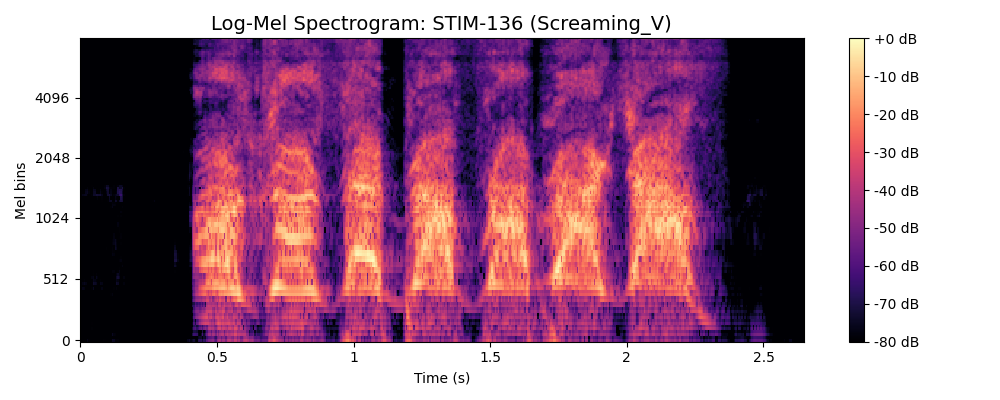 Log-Mel Spectrogram: STIM-136 (Screaming_V)
Mel bins
4096
2048
1024
512
0
0
0.5
1
1.5
2
2.5
Time (s)
+0 dB
-10 dB
-20 dB
-30 dB
-40 dB
-50 dB
-60 dB
-70 dB
-80 dB